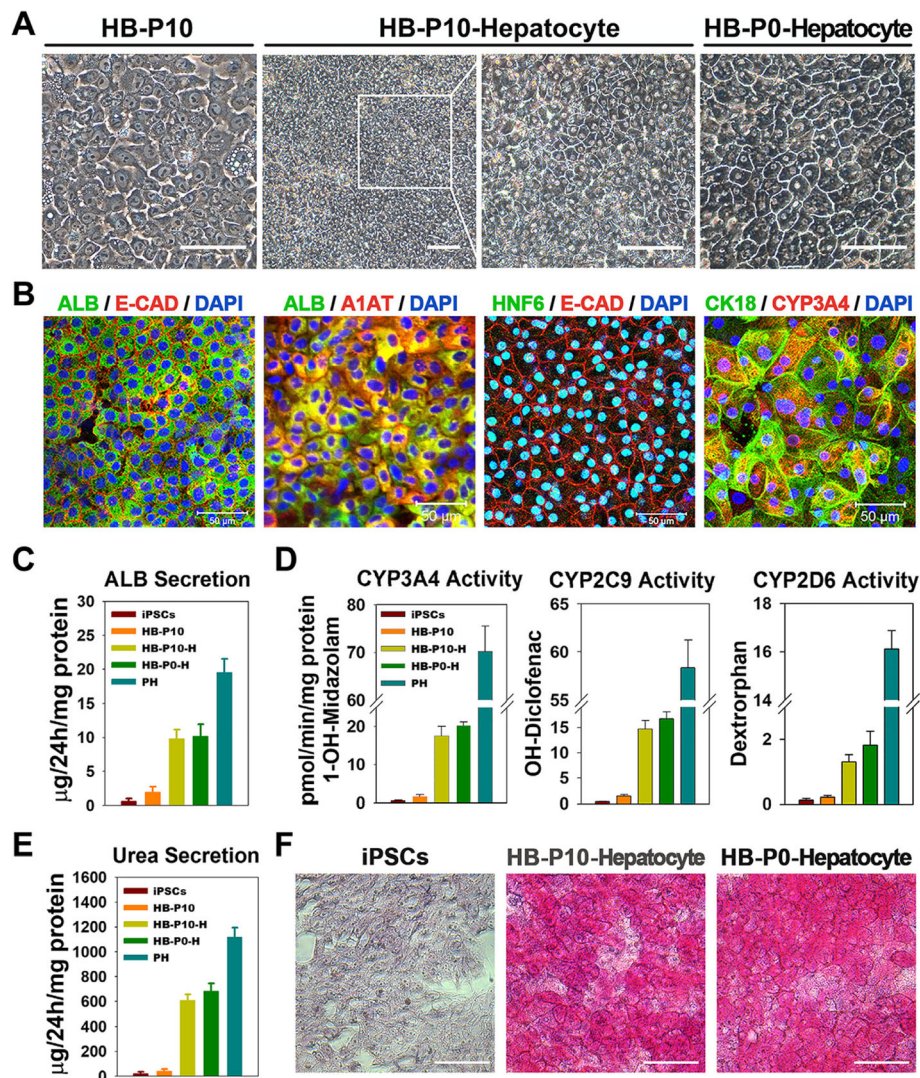 A
HB-P10
HB-P10-Hepatocyte
HB-P0-Hepatocyte
B
ALB / E-CAD / DAPI
ALB / A1AT / DAPI
HNF6 / E-CAD / DAPI
CK18 / CYP3A4 / DAPI
50 µm
50 µm
50 µm
50 µm
C
ALB Secretion
µg/24h/mg protein
30
25
20
15
10
5
0
iPSCs
HB-P10
HB-P10-H
HB-P0-H
PH
D
CYP3A4 Activity
pmol/min/mg protein
1-OH-Midazolam
80
70
60
20
10
0
iPSCs
HB-P10
HB-P10-H
HB-P0-H
PH
CYP2C9 Activity
OH-Diclofenac
65
60
55
15
10
5
0
CYP2D6 Activity
Dextrorphan
18
16
14
2
0
E
Urea Secretion
µg/24h/mg protein
1600
1400
1200
1000
800
600
400
200
0
iPSCs
HB-P10
HB-P10-H
HB-P0-H
PH
F
iPSCs
HB-P10-Hepatocyte
HB-P0-Hepatocyte